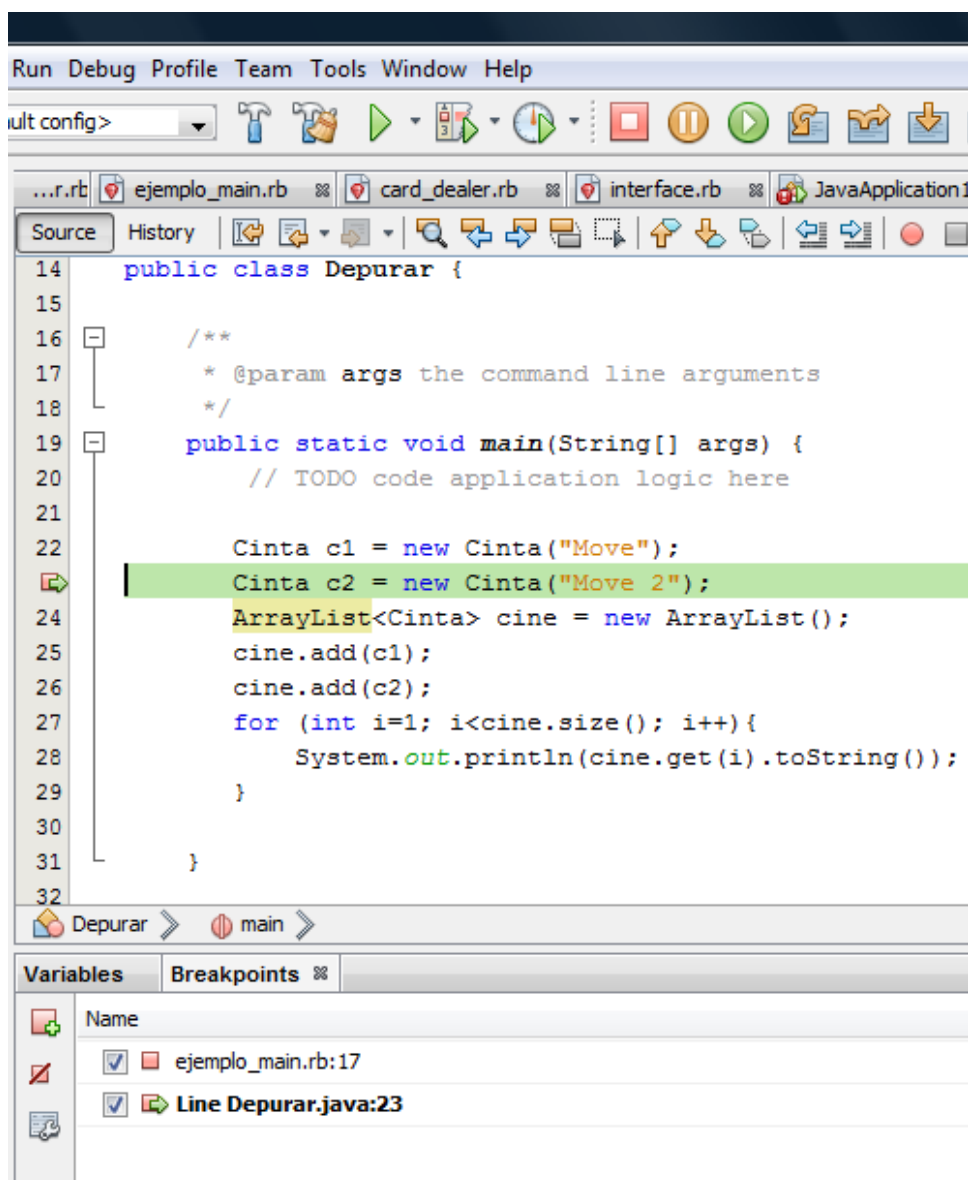 Run Debug Profile Team Tools Window Help
ult config>
...r.rb ejemplo_main.rb card_dealer.rb interface.rb JavaApplication1
Source History
14 public class Depurar {
15
16 /**
17 * @param args the command line arguments
18 */
19 public static void main(String[] args) {
20 // TODO code application logic here
21
22 Cinta c1 = new Cinta("Move");
Cinta c2 = new Cinta("Move 2");
24 ArrayList<Cinta> cine = new ArrayList();
25 cine.add(c1);
26 cine.add(c2);
27 for (int i=1; i<cine.size(); i++){
28 System.out.println(cine.get(i).toString());
29 }
30
31 }
32
Depurar main
Variables Breakpoints
Name
ejemplo_main.rb:17
Line Depurar.java:23